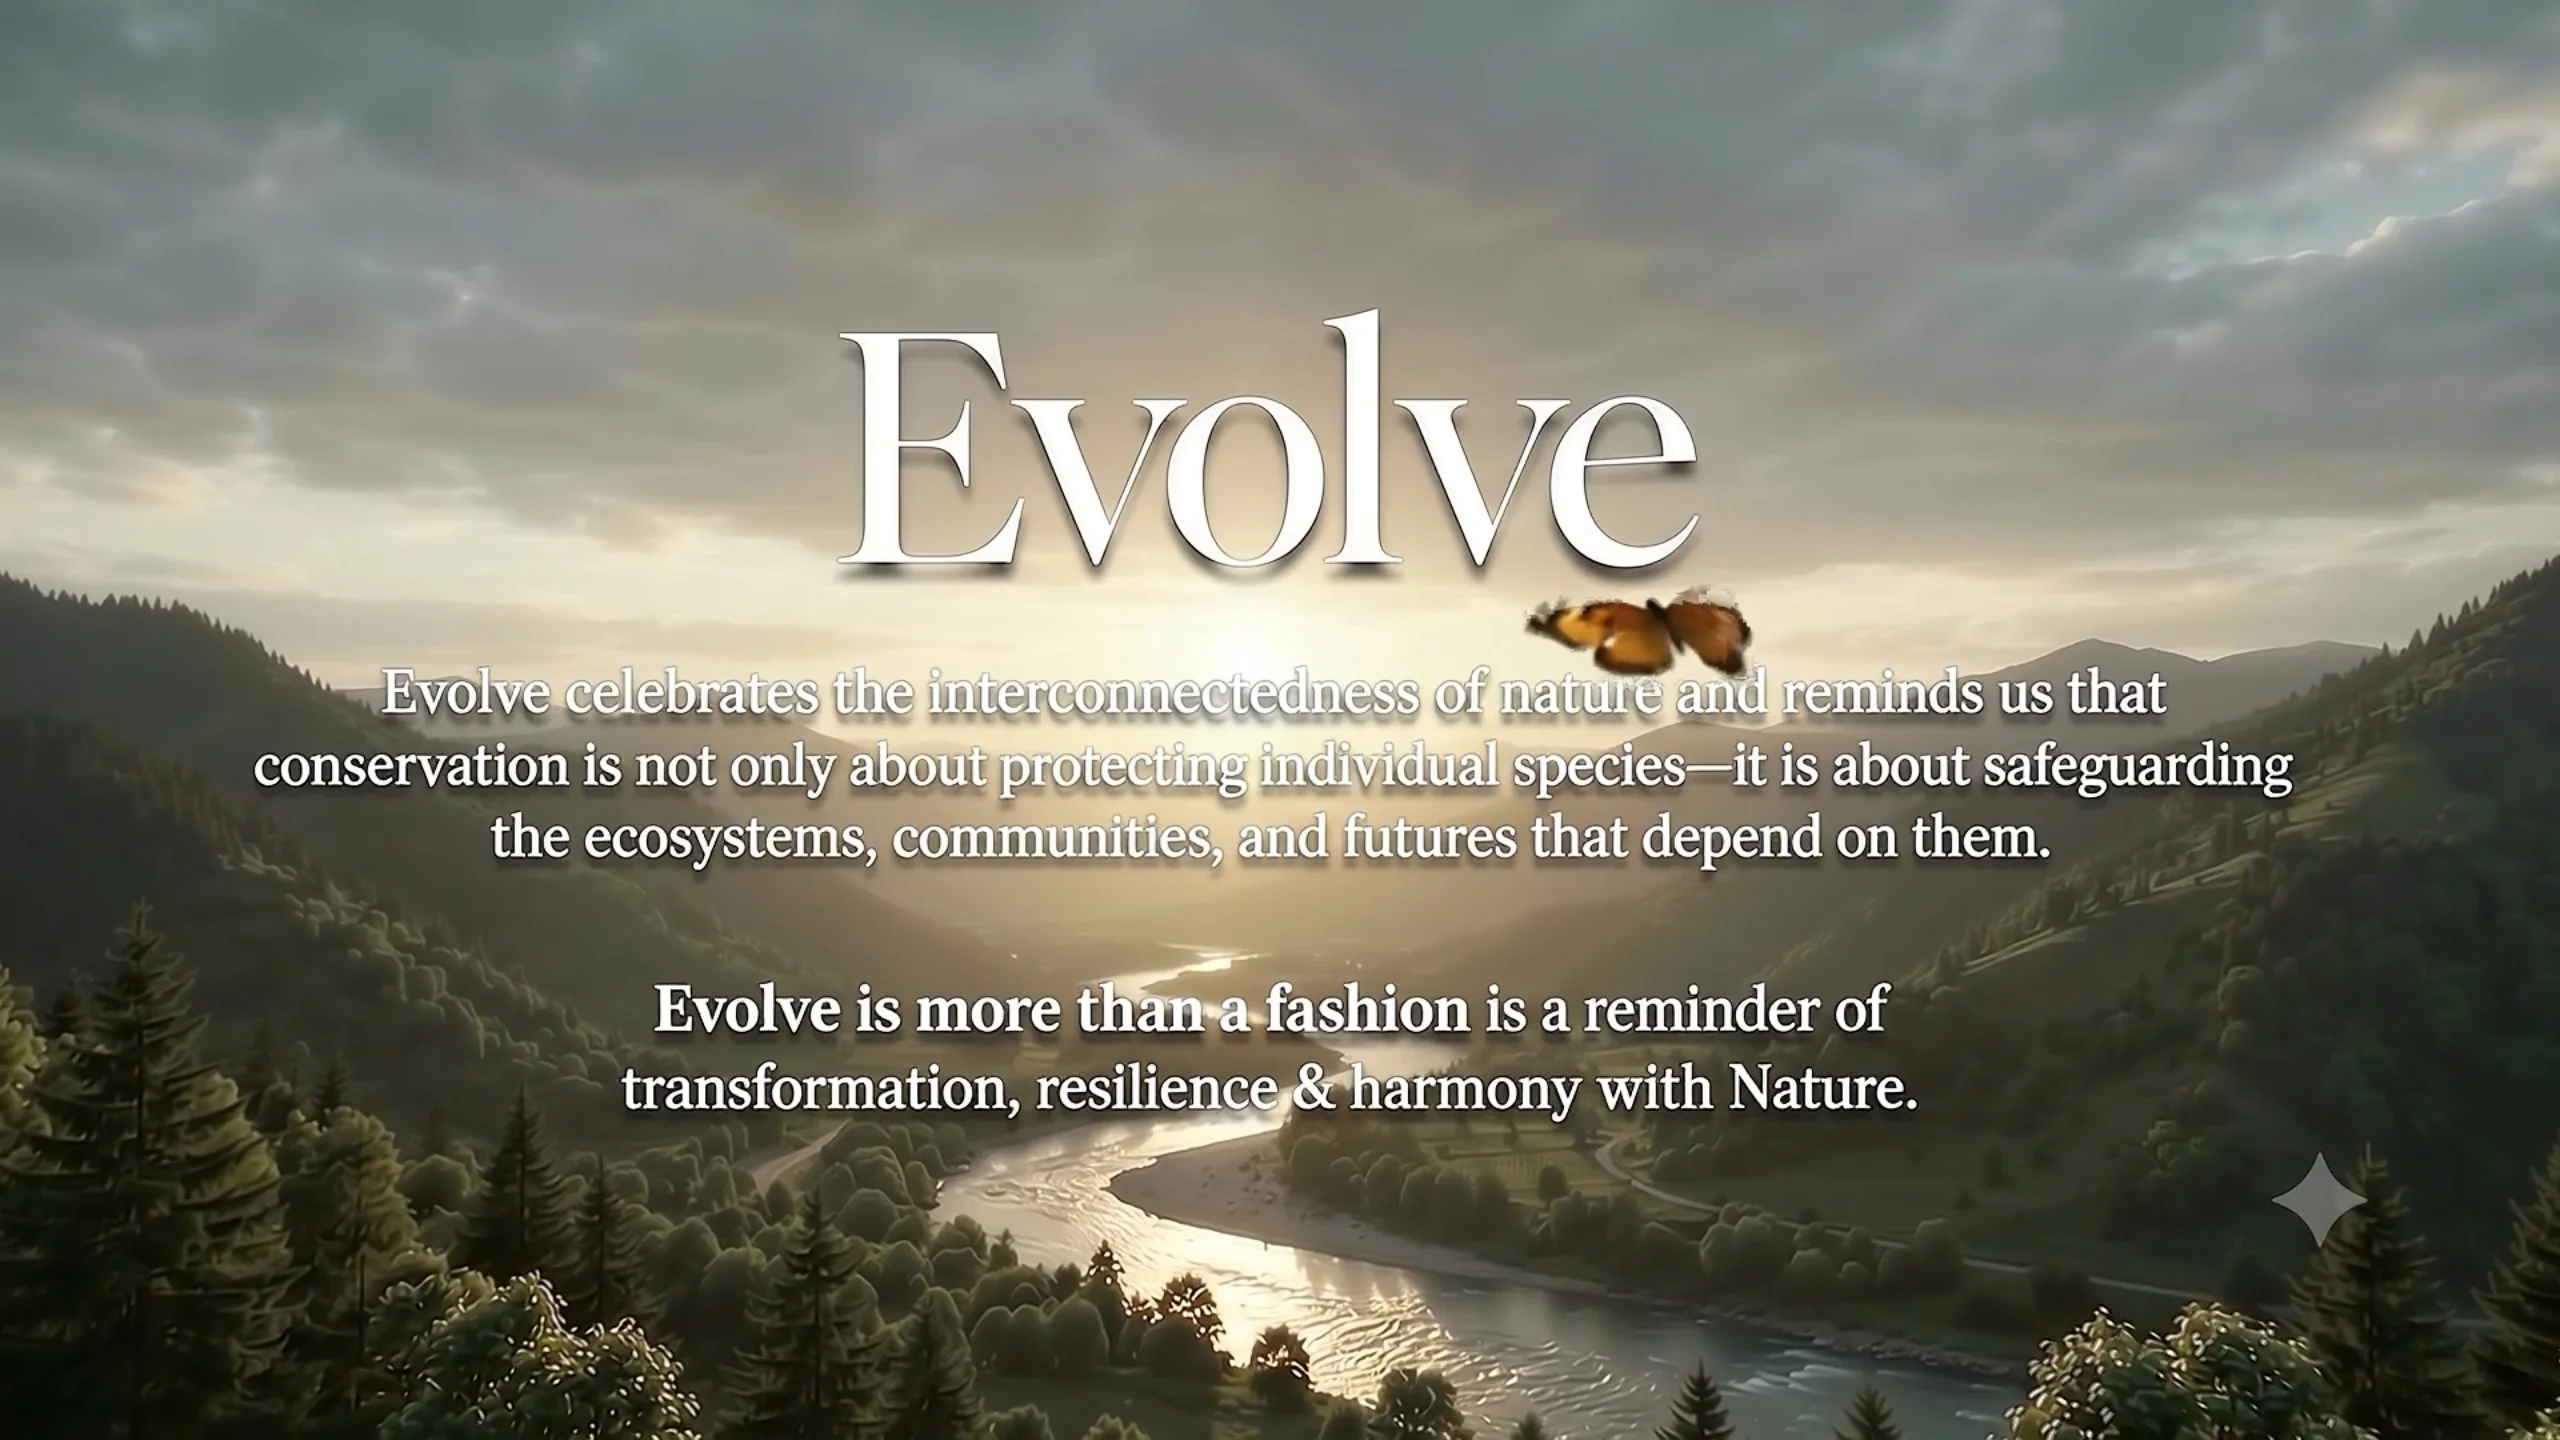 Evolve
Evolve celebrates the interconnectedness of nature and reminds us that
conservation is not only about protecting individual species—it is about safeguarding
the ecosystems, communities, and futures that depend on them.
Evolve is more than a fashion is a reminder of
transformation, resilience & harmony with Nature.